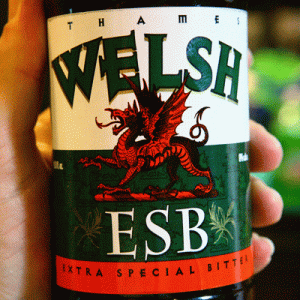 THAMES
WELSH
ESB
EXTRA SPECIAL BITTER